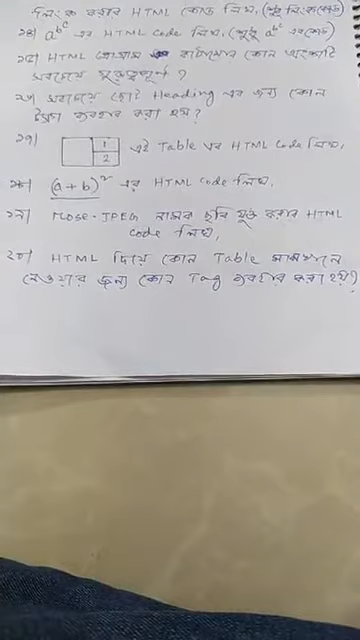 লিংক করার HTML কোড লিখ, (শুধু লিংক কোড)
২৪) a^b^c এর HTML Code লিখ, (শুধু a^b^c এর কোড)
২৫) HTML প্রোগ্রাম কাঠামোর কোন অংশটি
সবচেয়ে গুরুত্বপূর্ণ ?
২৬) সবচেয়ে ছোট Heading এর জন্য কোন
ট্যাগ ব্যবহার করা হয়?
২৭) 1 2 এই Table এর HTML Code লিখ,
২৮) (a+b)² এর HTML Code লিখ,
২৯) Rose.JPEG নামের ছবি যুক্ত করার HTML
Code লিখ,
৩০) HTML দিয়ে কোন Table
নেওয়ার জন্য কোন Tag ব্যবহার করা হয়?